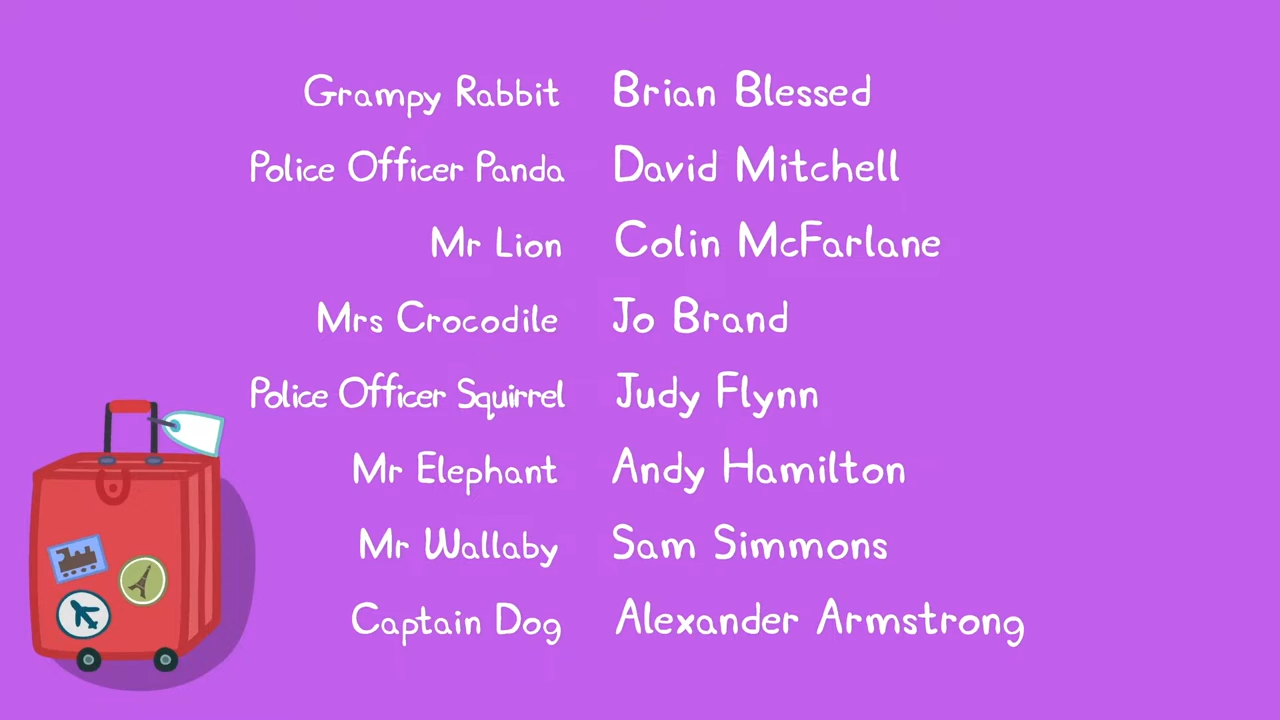 Grampy Rabbit Brian Blessed
Police Officer Panda David Mitchell
Mr Lion Colin McFarlane
Mrs Crocodile Jo Brand
Police Officer Squirrel Judy Flynn
Mr Elephant Andy Hamilton
Mr Wallaby Sam Simmons
Captain Dog Alexander Armstrong